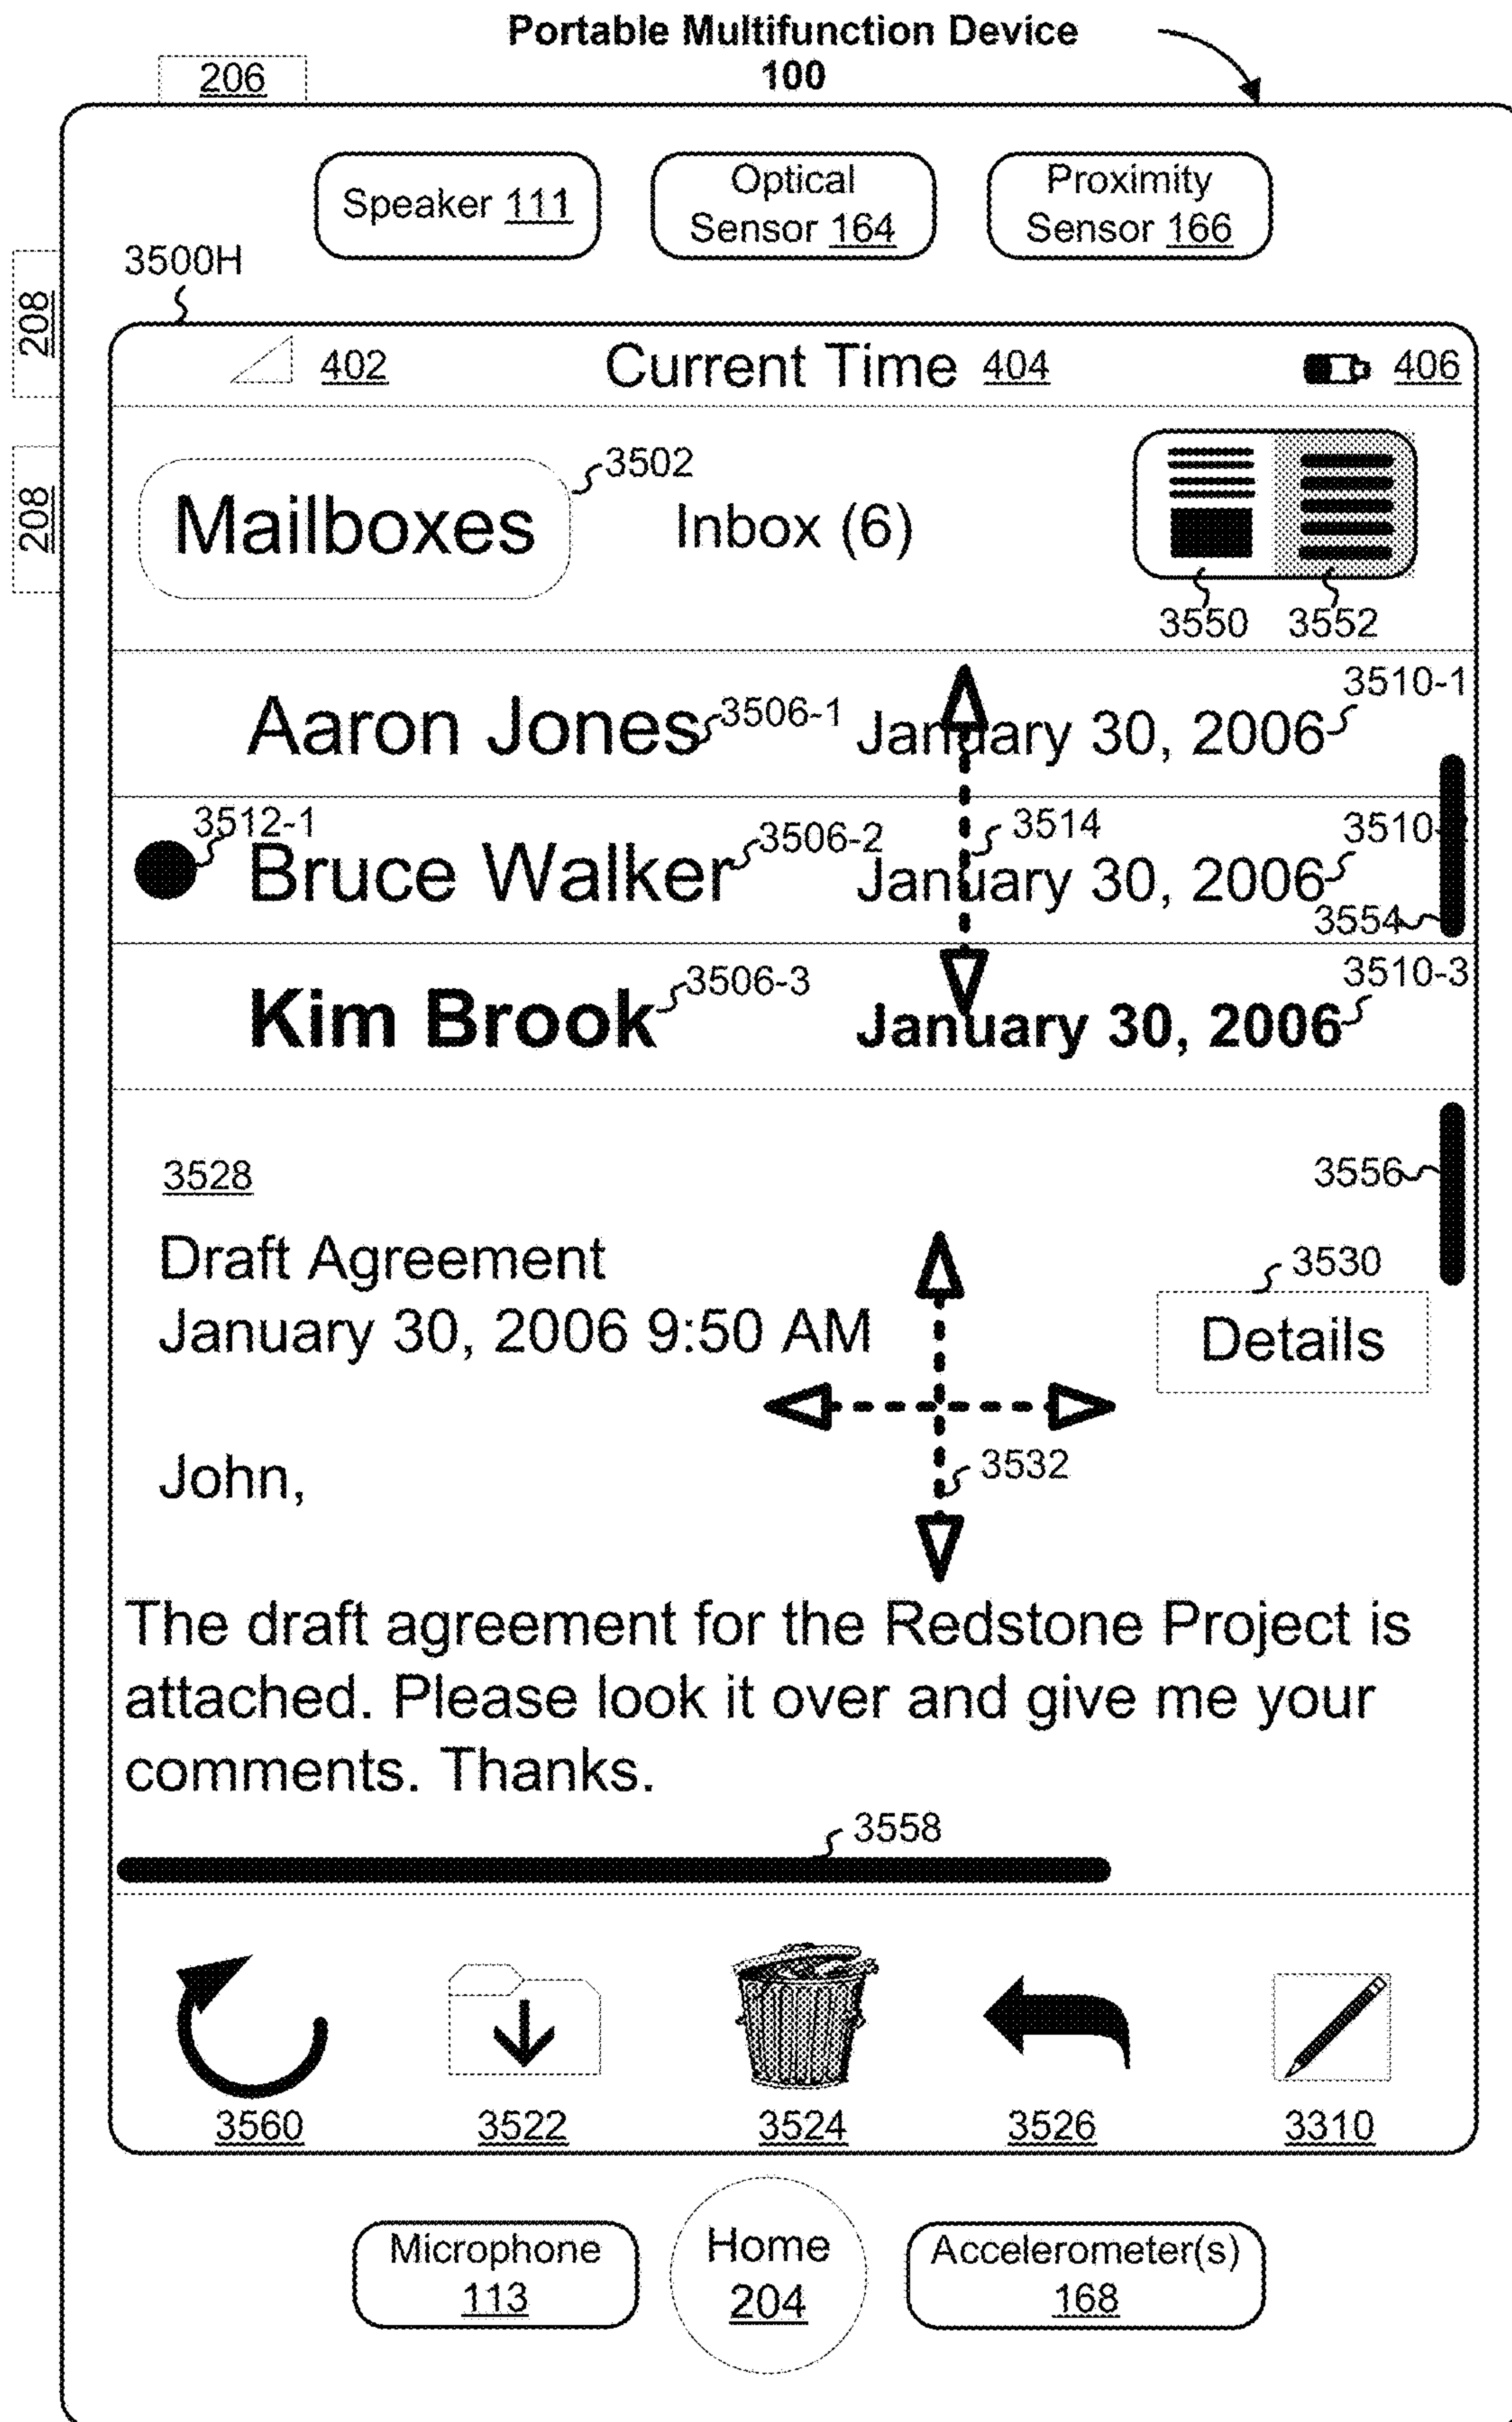 Portable Multifunction Device
100
206
Speaker 111
Optical
Sensor 164
Proximity
Sensor 166
3500H
208
402
Current Time 404
406
208
Mailboxes
3502
Inbox (6)
3550
3552
Aaron Jones
3506-1
January 30, 2006
3510-1
3512-1
Bruce Walker
3506-2
3514
January 30, 2006
3510-
3554
Kim Brook
3506-3
January 30, 2006
3510-3
3528
3556
Draft Agreement
3530
January 30, 2006 9:50 AM
Details
John,
3532
The draft agreement for the Redstone Project is
attached. Please look it over and give me your
comments. Thanks.
3558
3560
3522
3524
3526
3310
Microphone
113
Home
204
Accelerometer(s)
168